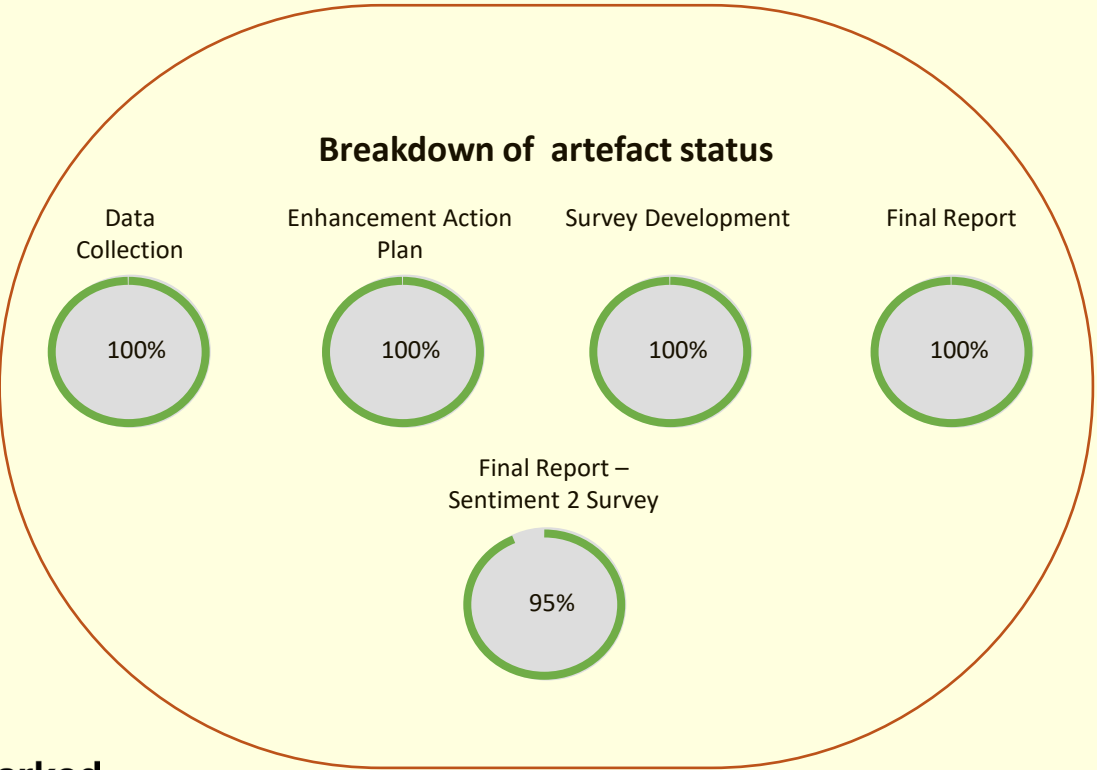 Breakdown of artefact status
Data
Collection
Enhancement Action
Plan
Survey Development
Final Report
100%
100%
100%
100%
Final Report –
Sentiment 2 Survey
95%